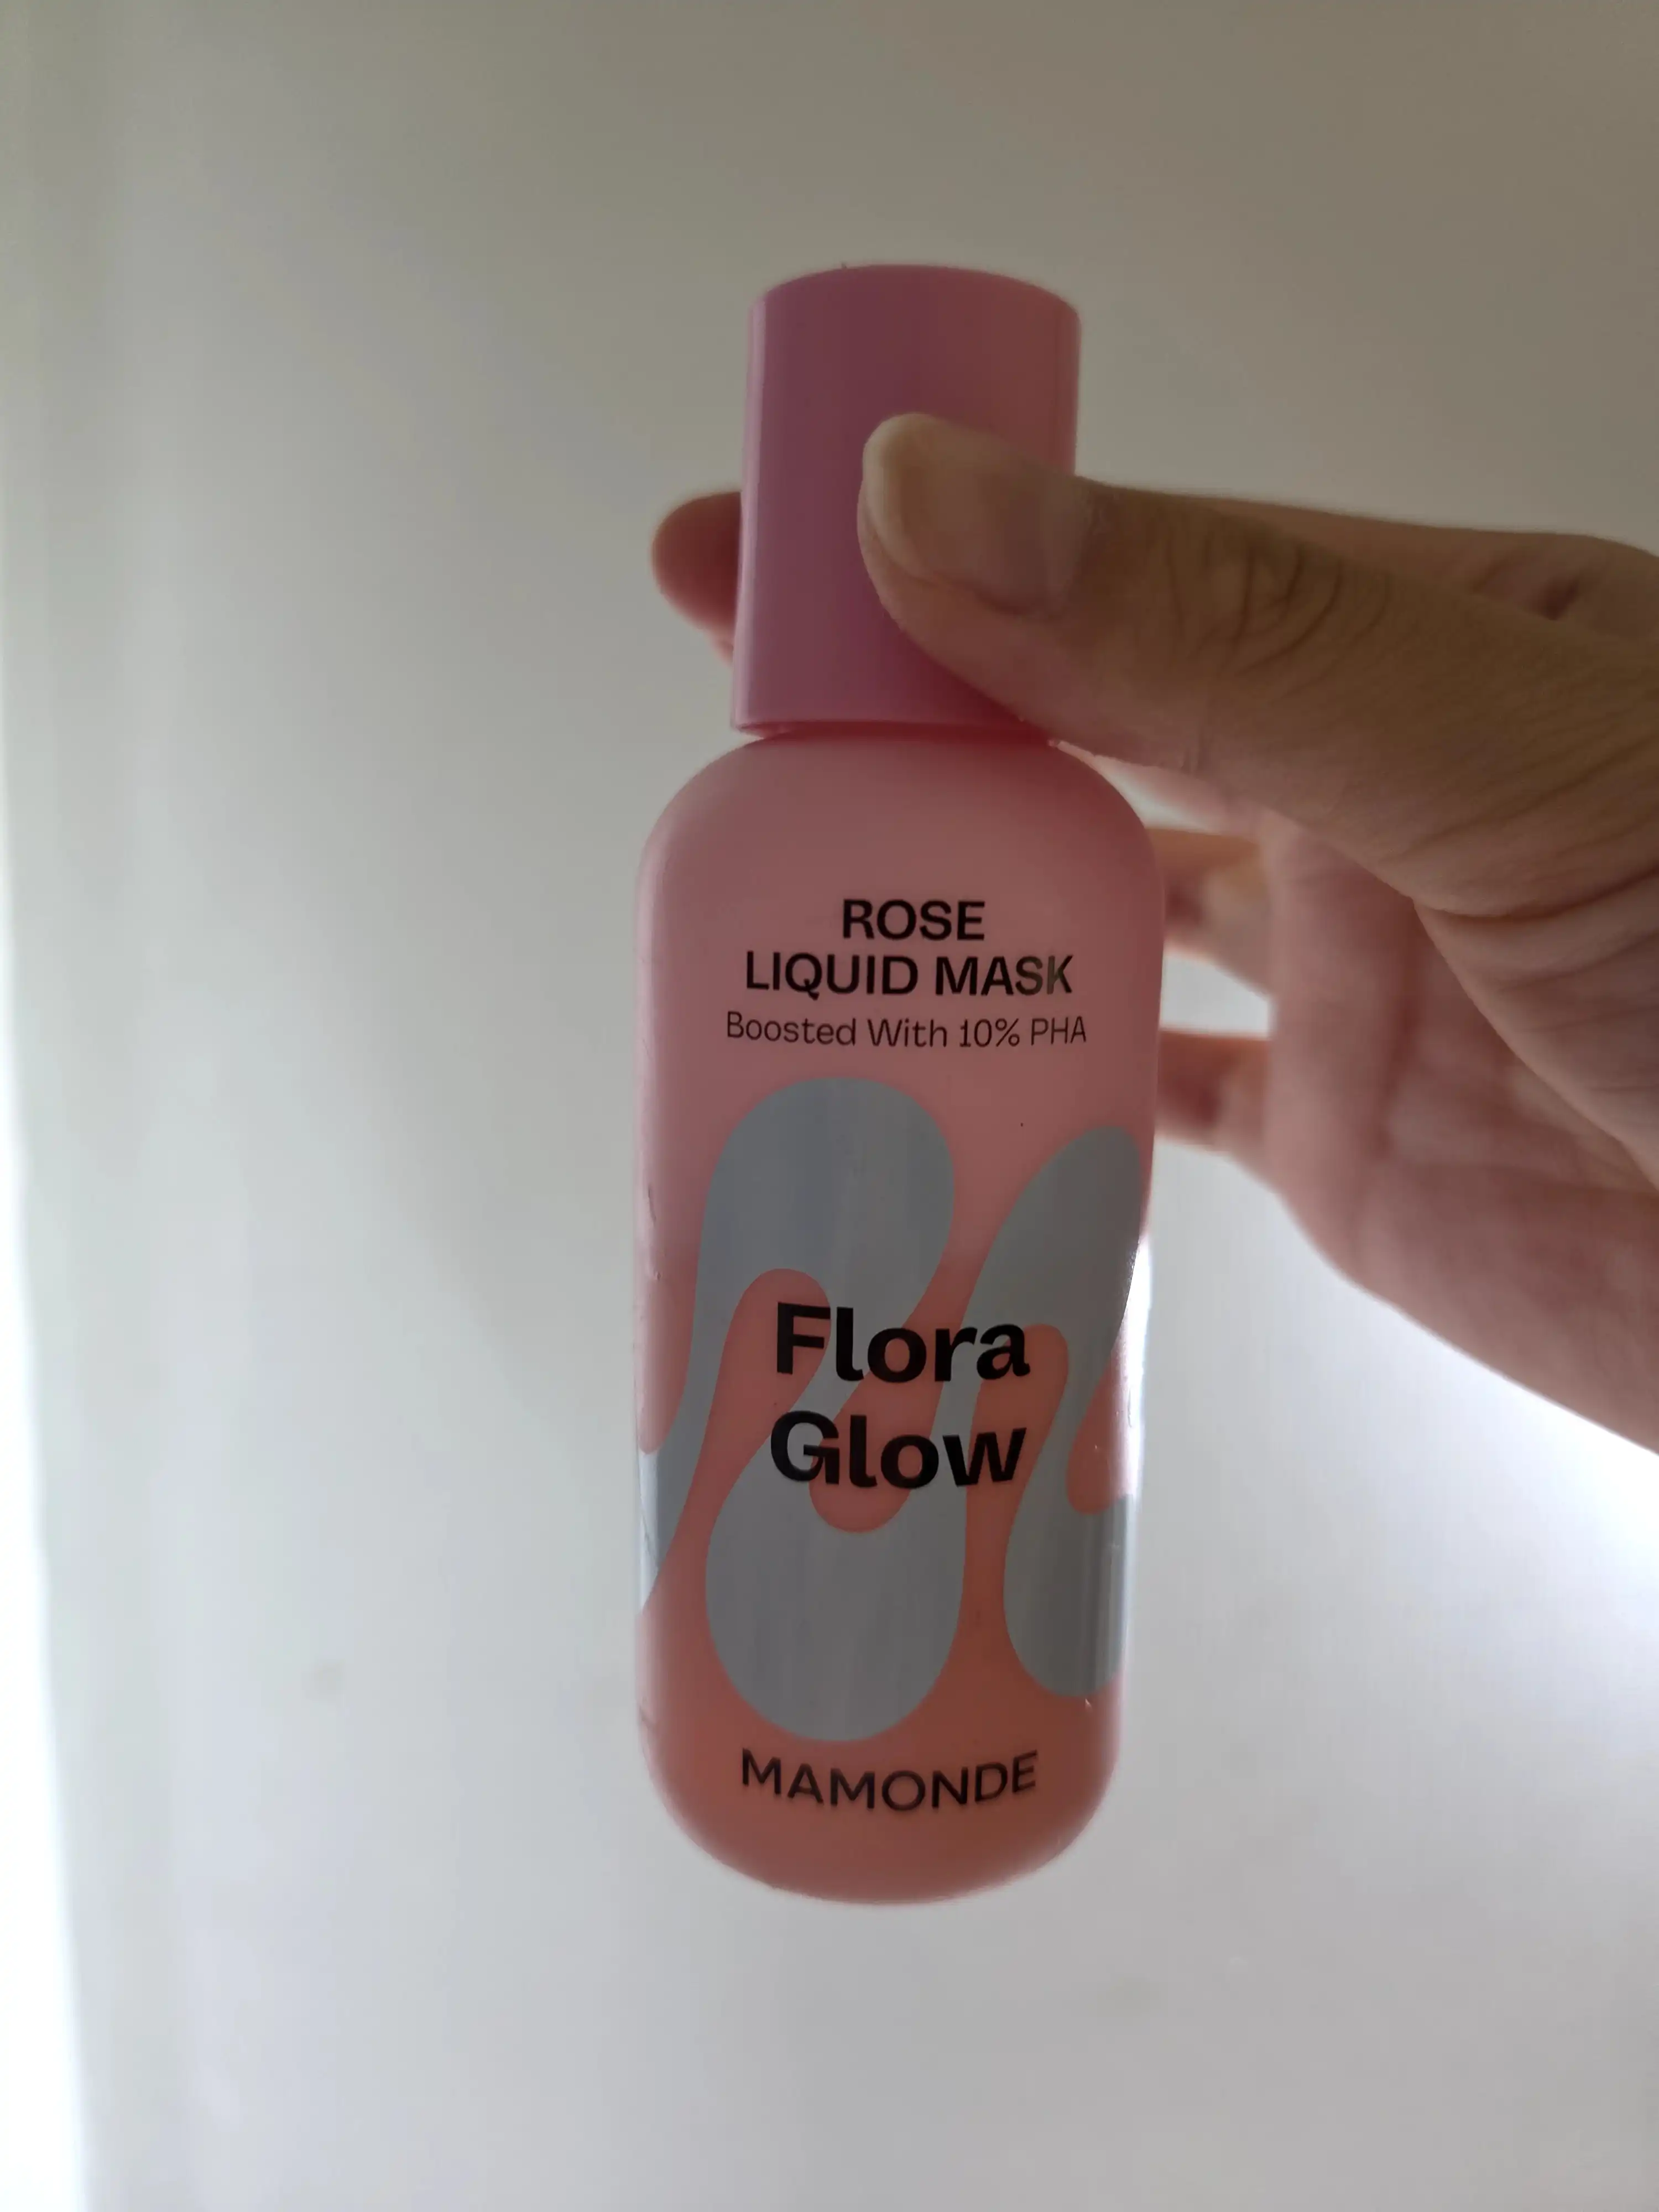 ROSE
LIQUID MASK
Boosted With 10% PHA
Flora
Glow
MAMONDE